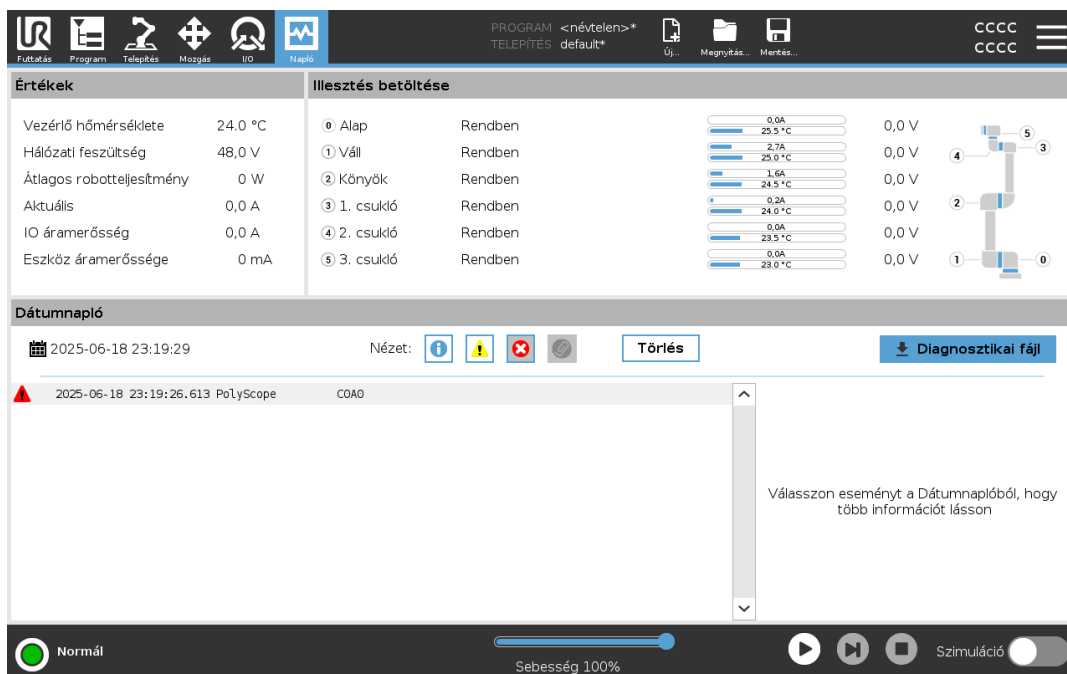 PROGRAM <névtelen>*
TELEPÍTÉS default*
CCCC
CCCC
Futtatás Program Telepítés Mozgás I/O Napló Új... Megnyitás... Mentés...
Értékek
Vezérlő hőmérséklete 24.0 °C
Hálózati feszültség 48,0 V
Átlagos robotteljesítmény 0 W
Aktuális 0,0 A
IO áramerősség 0,0 A
Eszköz áramerőssége 0 mA
Illesztés betöltése
0 Alap Rendben 0,0A 25.5 °C 0,0 V
1 Váll Rendben 2,7A 25.0 °C 0,0 V
2 Könyök Rendben 1,6A 24.5 °C 0,0 V
3 1. csukló Rendben 0,2A 24.0 °C 0,0 V
4 2. csukló Rendben 0,0A 23.5 °C 0,0 V
5 3. csukló Rendben 0,0A 23.0 °C 0,0 V
5
4 3
2
1 0
Dátumnapló
2025-06-18 23:19:29 Nézet: Törlés Diagnosztikai fájl
2025-06-18 23:19:26.613 PolyScope C0A0
Válasszon eseményt a Dátumnaplóból, hogy
több információt lásson
Normál
Sebesség 100%
Szimuláció